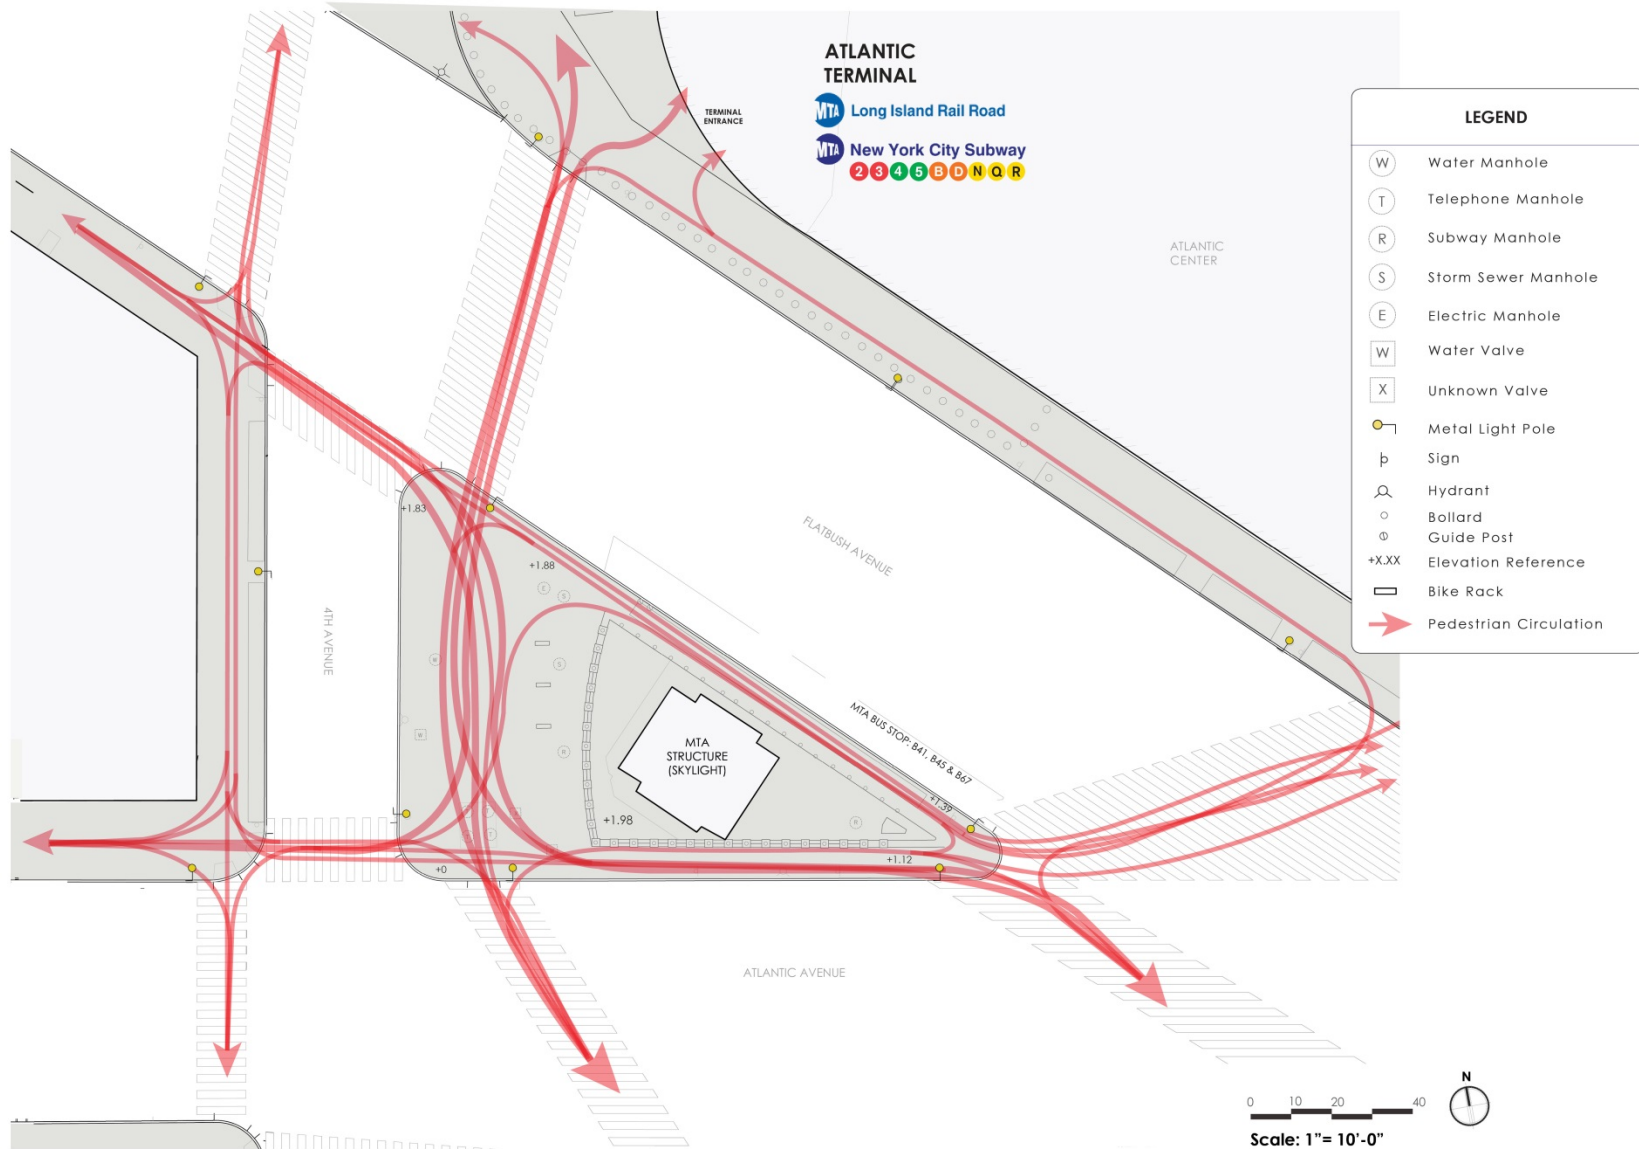 ATLANTIC
TERMINAL
MTA Long Island Rail Road
MTA New York City Subway
2 3 4 5 B D N Q R
TERMINAL
ENTRANCE
ATLANTIC
CENTER
LEGEND
W Water Manhole
T Telephone Manhole
R Subway Manhole
S Storm Sewer Manhole
E Electric Manhole
W Water Valve
X Unknown Valve
Metal Light Pole
Sign
Hydrant
Bollard
Guide Post
+X.XX Elevation Reference
Bike Rack
Pedestrian Circulation
+1.83
FLATBUSH AVENUE
+1.88
E S
4TH AVENUE
S
W
R
MTA
STRUCTURE
(SKYLIGHT)
MTA BUS STOP: B41, B45 & B67
+1.39
+1.98
R
T
+1.12
+0
ATLANTIC AVENUE
N
0 10 20 40
Scale: 1”= 10’-0”